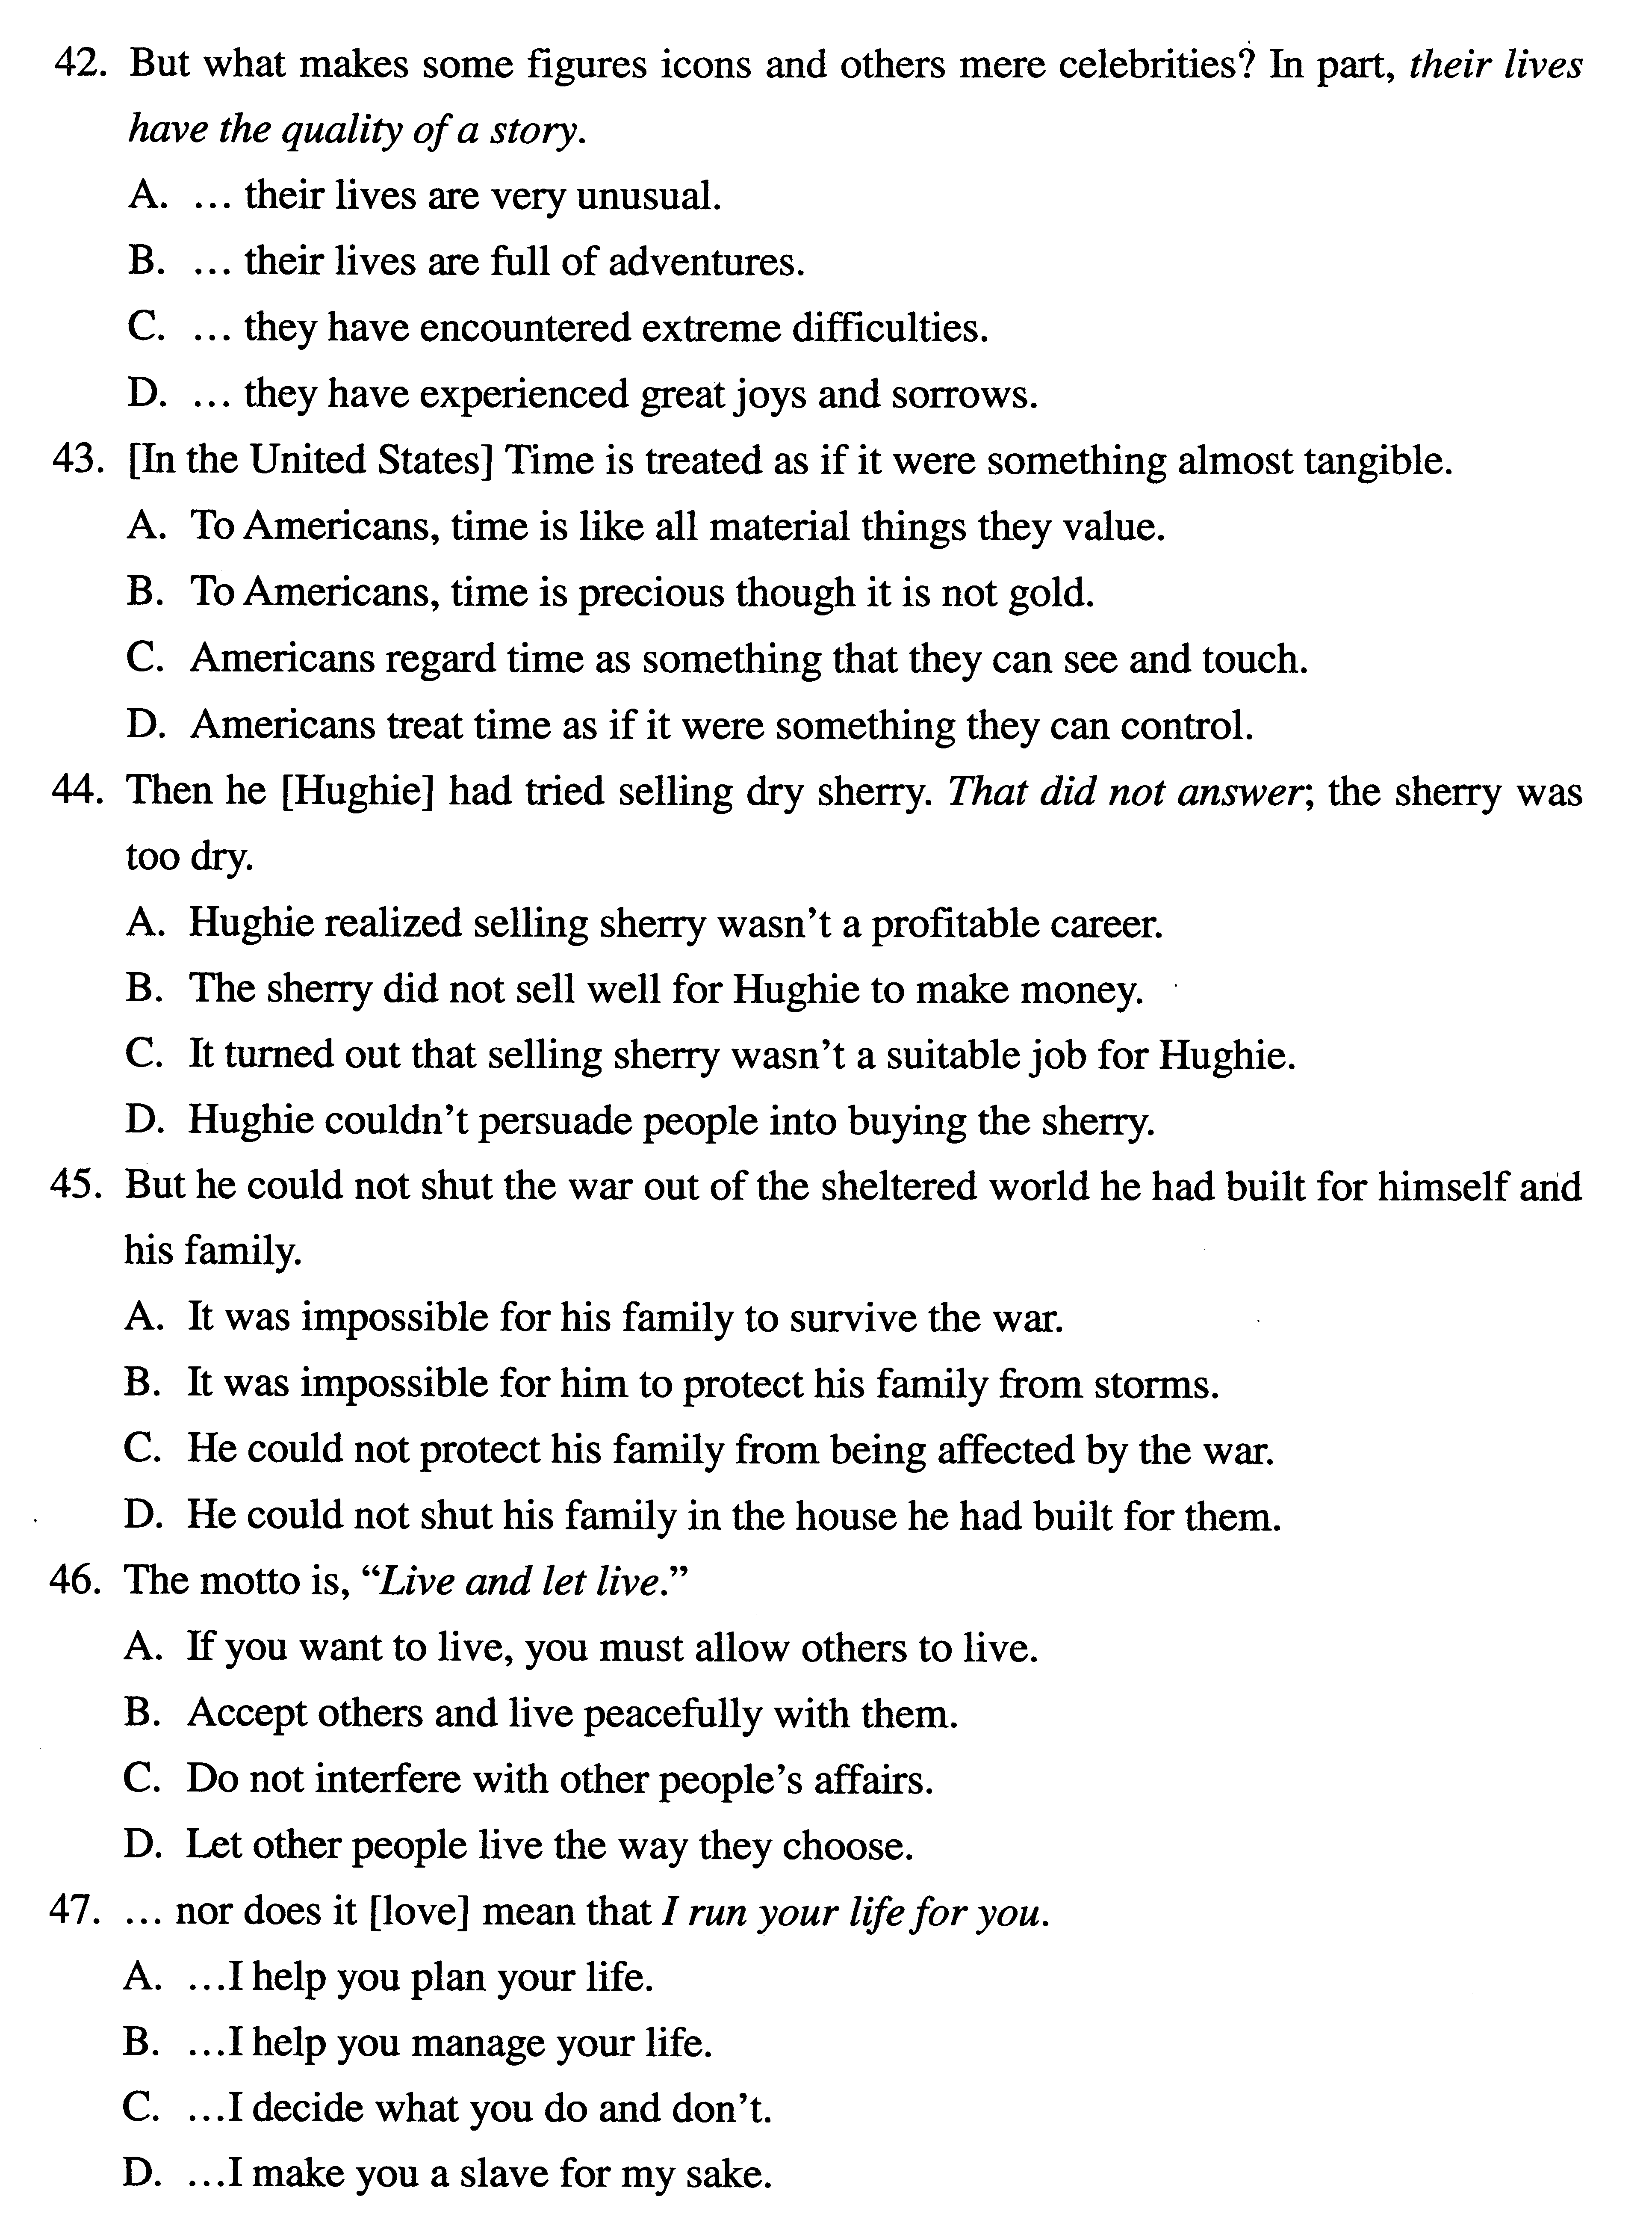 42. But what makes some figures icons and others mere celebrities? In part, their lives
have the quality of a story.
A. … their lives are very unusual.
B. … their lives are full of adventures.
C. … they have encountered extreme difficulties.
D. … they have experienced great joys and sorrows.
43. [In the United States] Time is treated as if it were something almost tangible.
A. To Americans, time is like all material things they value.
B. To Americans, time is precious though it is not gold.
C. Americans regard time as something that they can see and touch.
D. Americans treat time as if it were something they can control.
44. Then he [Hughie] had tried selling dry sherry. That did not answer; the sherry was
too dry.
A. Hughie realized selling sherry wasn't a profitable career.
B. The sherry did not sell well for Hughie to make money.
C. It turned out that selling sherry wasn't a suitable job for Hughie.
D. Hughie couldn't persuade people into buying the sherry.
45. But he could not shut the war out of the sheltered world he had built for himself and
his family.
A. It was impossible for his family to survive the war.
B. It was impossible for him to protect his family from storms.
C. He could not protect his family from being affected by the war.
D. He could not shut his family in the house he had built for them.
46. The motto is, “Live and let live.”
A. If you want to live, you must allow others to live.
B. Accept others and live peacefully with them.
C. Do not interfere with other people's affairs.
D. Let other people live the way they choose.
47. … nor does it [love] mean that I run your life for you.
A. …I help you plan your life.
B. …I help you manage your life.
C. …I decide what you do and don't.
D. …I make you a slave for my sake.